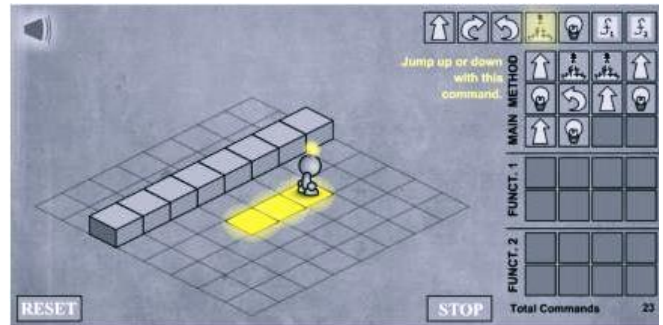 Jump up or down
with this
command.
MAIN METHOD
FUNCT. 1
FUNCT. 2
RESET
STOP
Total Commands 23